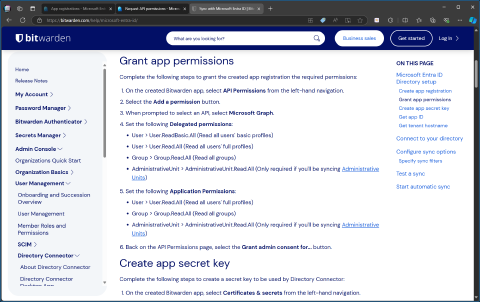 App registrations - Microsoft
Request API permissions - Micro
Sync with Microsoft Entra ID | Bit
https://bitwarden.com/help/microsoft-entra-id/
bitwarden
What are you looking for?
Business sales
Get started
Log in
Home
Release Notes
My Account
Password Manager
Bitwarden Authenticator
Secrets Manager
Admin Console
Organizations Quick Start
Organization Basics
User Management
Onboarding and Succession
Overview
User Management
Member Roles and
Permissions
SCIM
Directory Connector
About Directory Connector
Directory Connector
Desktop App
Grant app permissions
Complete the following steps to grant the created app registration the required permissions:
1. On the created Bitwarden app, select API Permissions from the left-hand navigation.
2. Select the Add a permission button.
3. When prompted to select an API, select Microsoft Graph.
4. Set the following Delegated permissions:
• User > User.ReadBasic.All (Read all users' basic profiles)
• User > User.Read.All (Read all users' full profiles)
• Group > Group.Read.All (Read all groups)
• AdministrativeUnit > AdministrativeUnit.Read.All (Only required if you'll be syncing Administrative
Units)
5. Set the following Application Permissions:
• User > User.Read.All (Read all users' full profiles)
• Group > Group.Read.All (Read all groups)
• AdministrativeUnit > AdministrativeUnit.Read.All (Only required if you'll be syncing Administrative
Units)
6. Back on the API Permissions page, select the Grant admin consent for... button.
Create app secret key
Complete the following steps to create a secret key to be used by Directory Connector:
1. On the created Bitwarden app, select Certificates & secrets from the left-hand navigation.
ON THIS PAGE
Microsoft Entra ID
Directory setup
Create app registration
Grant app permissions
Create app secret key
Get app ID
Get tenant hostname
Connect to your directory
Configure sync options
Specify sync filters
Test a sync
Start automatic sync